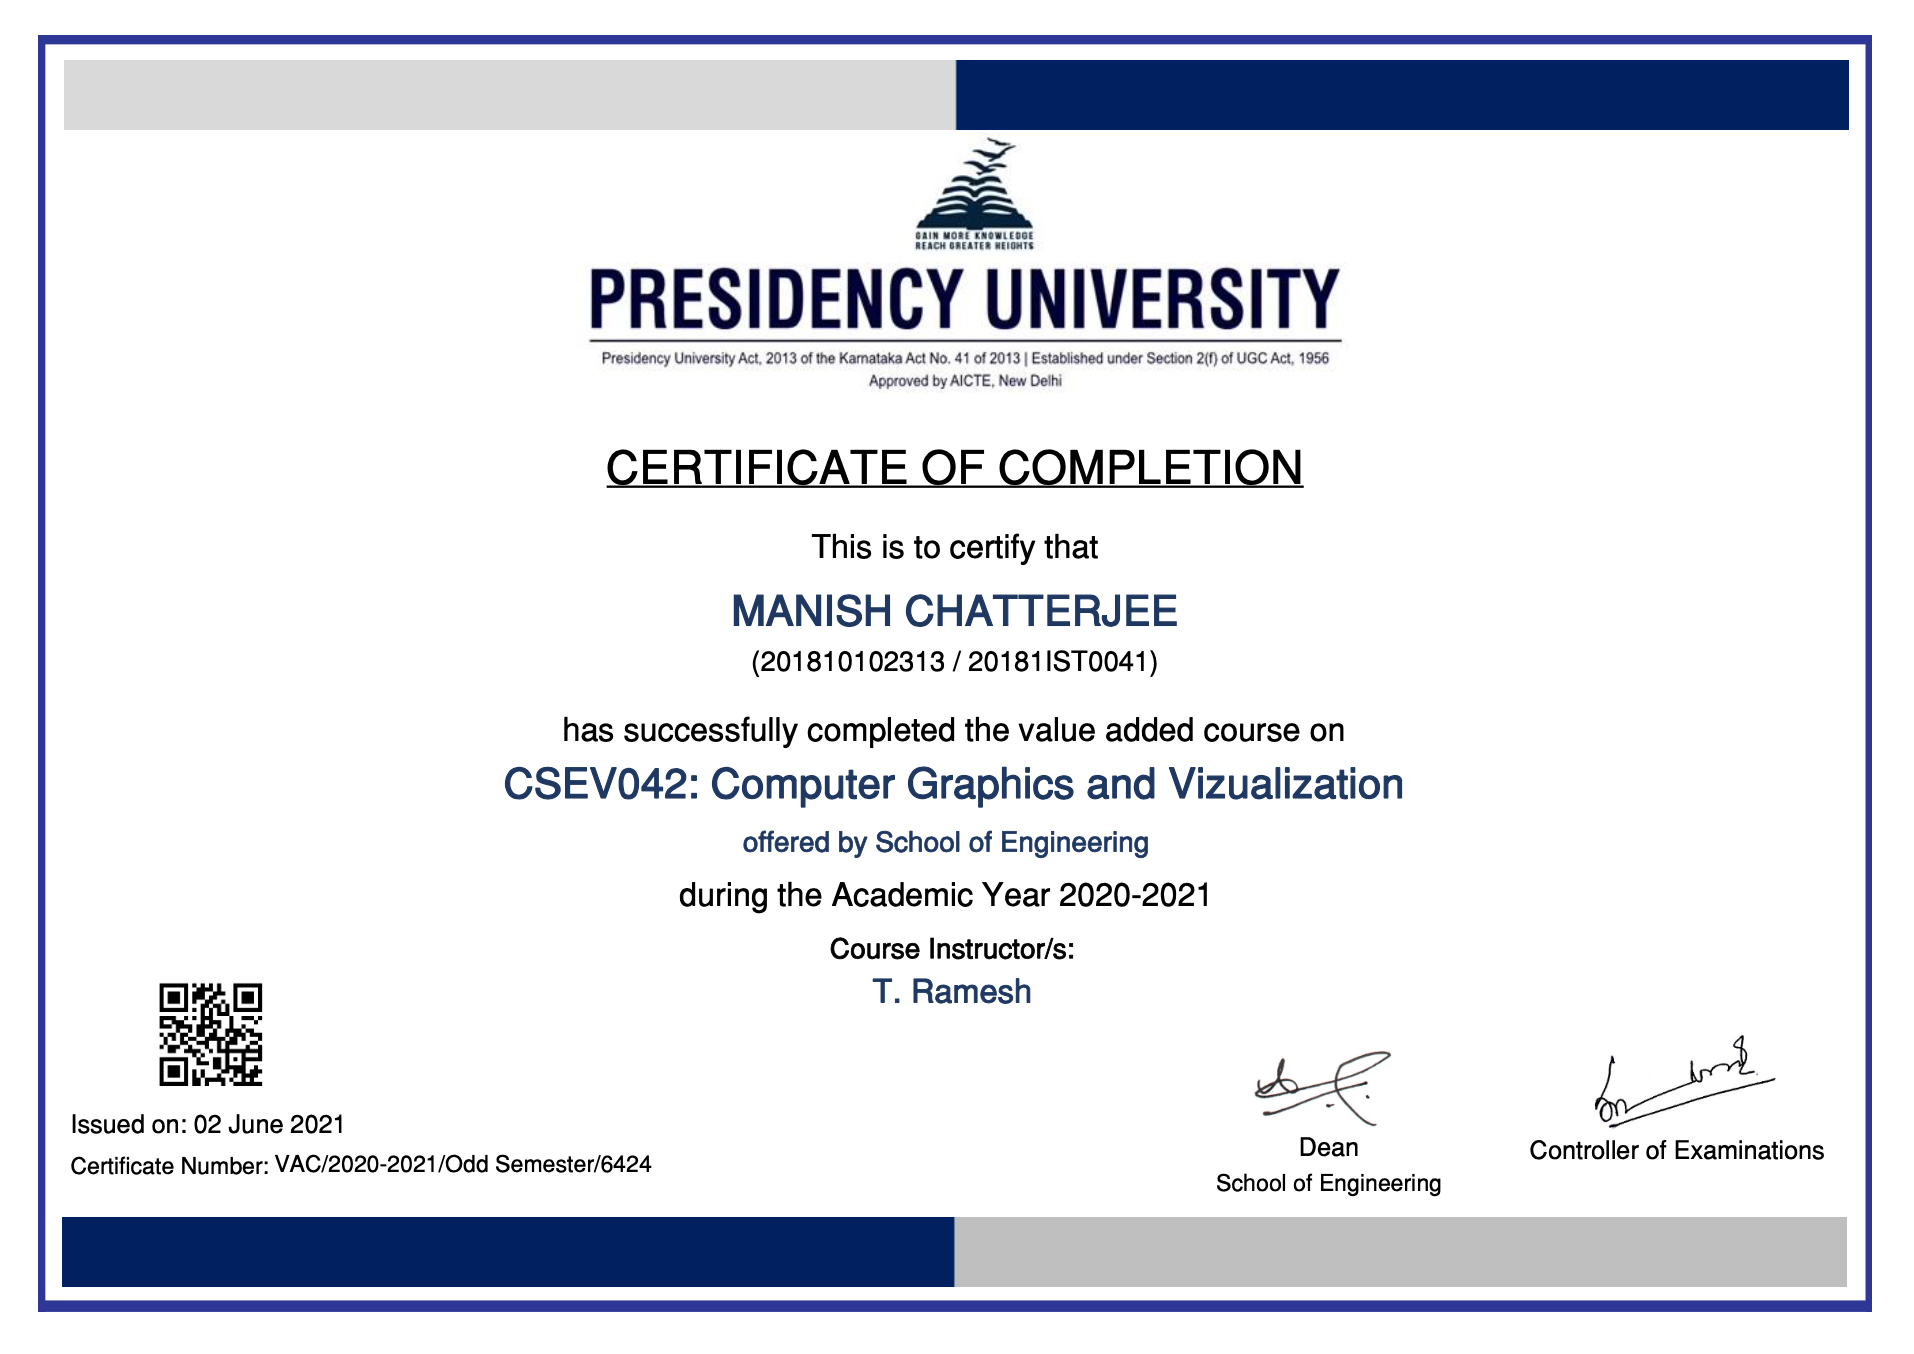 GAIN MORE KNOWLEDGE
REACH GREATER HEIGHTS
PRESIDENCY UNIVERSITY
Presidency University Act, 2013 of the Karnataka Act No. 41 of 2013 | Established under Section 2(f) of UGC Act, 1956
Approved by AICTE, New Delhi
CERTIFICATE OF COMPLETION
This is to certify that
MANISH CHATTERJEE
(201810102313 / 20181IST0041)
has successfully completed the value added course on
CSEV042: Computer Graphics and Vizualization
offered by School of Engineering
during the Academic Year 2020-2021
Course Instructor/s:
T. Ramesh
Issued on: 02 June 2021
Certificate Number: VAC/2020-2021/Odd Semester/6424
Dean
School of Engineering
Controller of Examinations